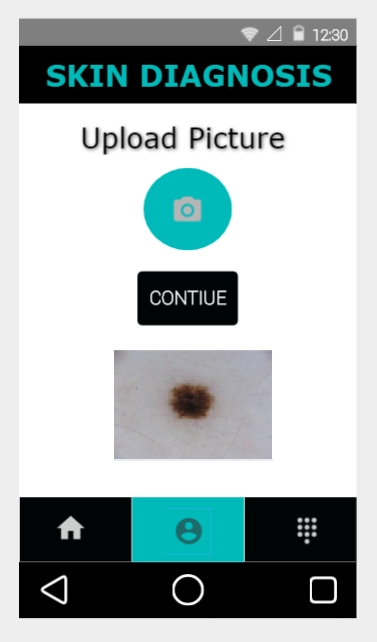 12:30
SKIN DIAGNOSIS
Upload Picture
CONTIUE